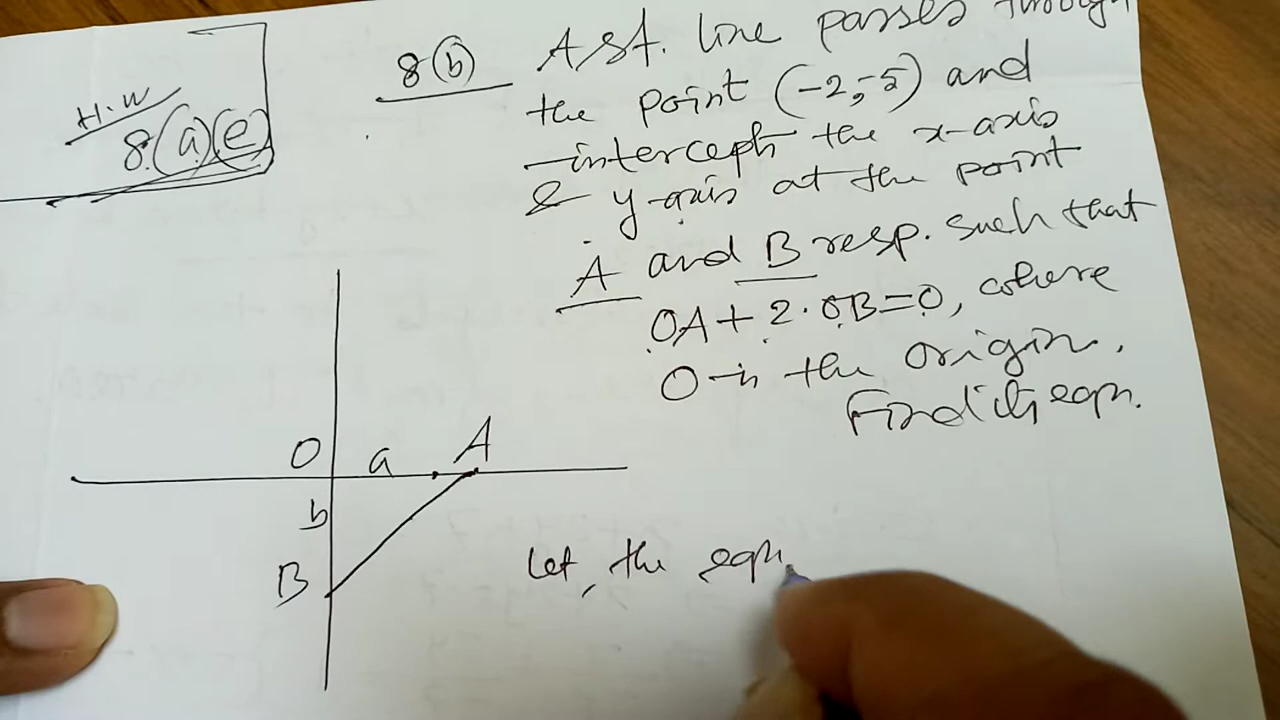 H.W
8.(a)(e)
8(b) A st. line passes through
the point (-2,-5) and
intercepts the x-axis
& y-axis at the point
A and B resp. such that
OA + 2·OB=0, where
O is the origin.
Find its eqn.
O a A
b
B
Let, the eqn.